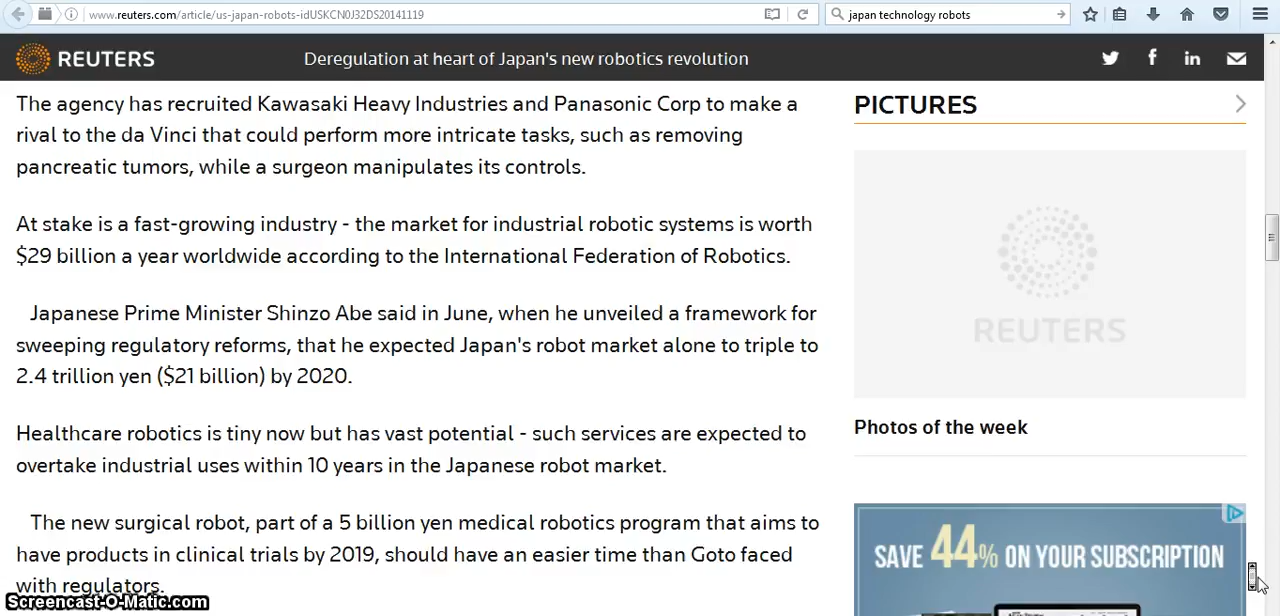 www.reuters.com/article/us-japan-robots-idUSKCN0J32DS20141119
japan technology robots
REUTERS
Deregulation at heart of Japan's new robotics revolution
The agency has recruited Kawasaki Heavy Industries and Panasonic Corp to make a
rival to the da Vinci that could perform more intricate tasks, such as removing
pancreatic tumors, while a surgeon manipulates its controls.
At stake is a fast-growing industry - the market for industrial robotic systems is worth
$29 billion a year worldwide according to the International Federation of Robotics.
Japanese Prime Minister Shinzo Abe said in June, when he unveiled a framework for
sweeping regulatory reforms, that he expected Japan's robot market alone to triple to
2.4 trillion yen ($21 billion) by 2020.
Healthcare robotics is tiny now but has vast potential - such services are expected to
overtake industrial uses within 10 years in the Japanese robot market.
The new surgical robot, part of a 5 billion yen medical robotics program that aims to
have products in clinical trials by 2019, should have an easier time than Goto faced
with regulators.
PICTURES
REUTERS
Photos of the week
SAVE 44% ON YOUR SUBSCRIPTION
Screencast-O-Matic.com